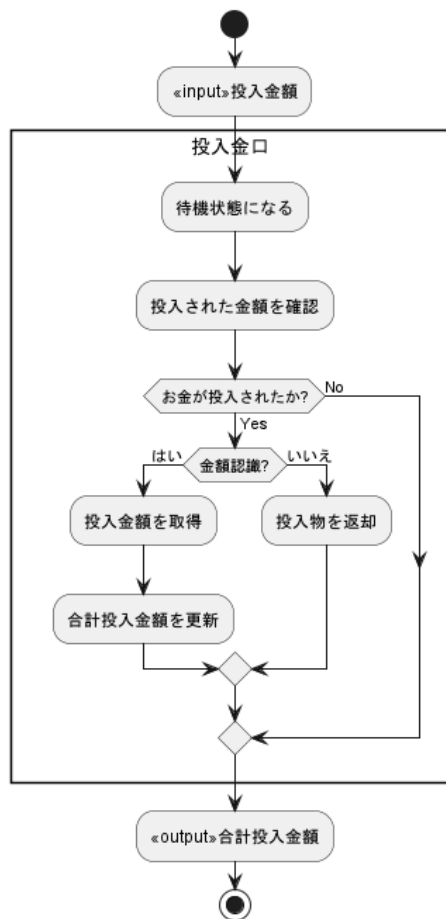 «input»投入金額
投入金口
待機状態になる
投入された金額を確認
お金が投入されたか?
No
Yes
はい
金額認識?
いいえ
投入金額を取得
投入物を返却
合計投入金額を更新
«output»合計投入金額